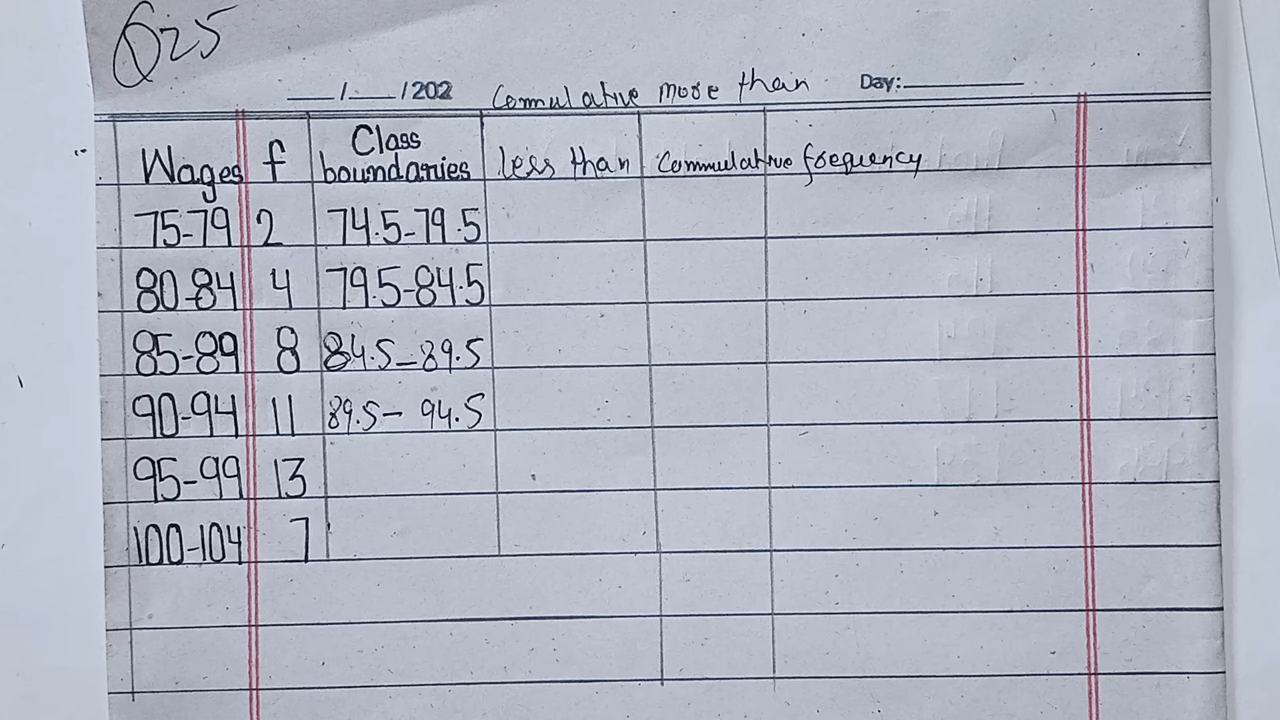 Q25
__/__/202 Commulative more than Day:
Wages f Class boundaries less than Commulative frequency
75-79 2 74.5-79.5
80-84 4 79.5-84.5
85-89 8 84.5-89.5
90-94 11 89.5- 94.5
95-99 13
100-104 7